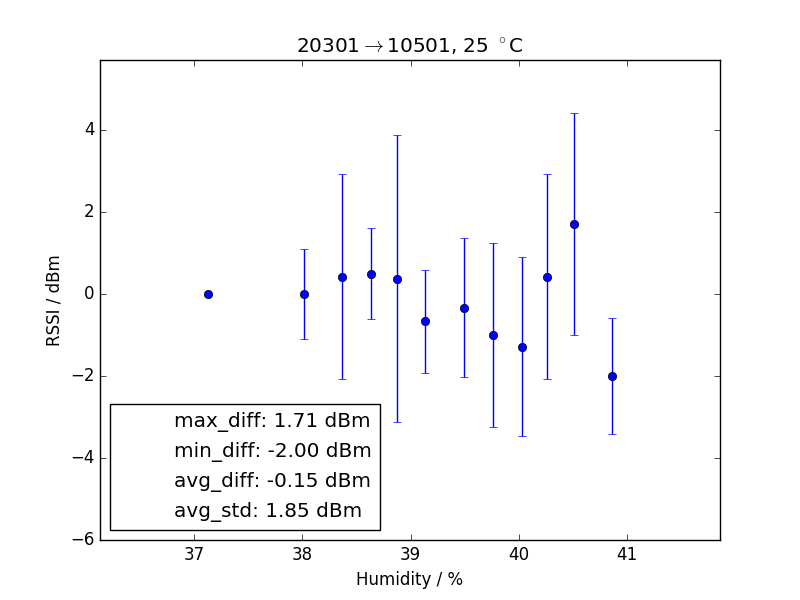 20301→10501, 25 °C
RSSI / dBm
4
2
0
−2
−4
−6
max_diff: 1.71 dBm
min_diff: -2.00 dBm
avg_diff: -0.15 dBm
avg_std: 1.85 dBm
37 38 39 40 41
Humidity / %